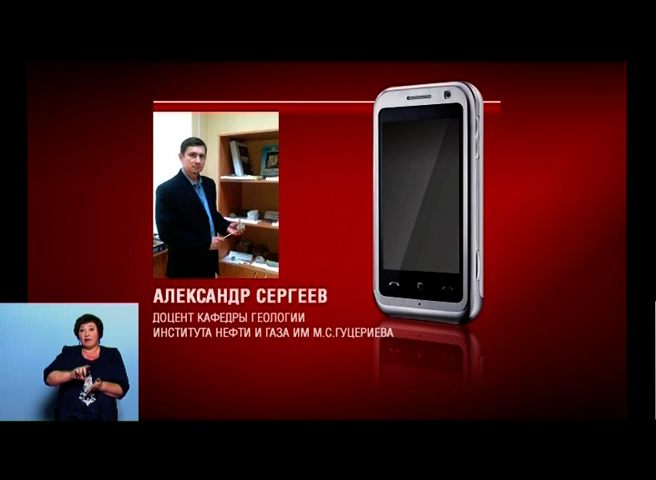 АЛЕКСАНДР СЕРГЕЕВ
ДОЦЕНТ КАФЕДРЫ ГЕОЛОГИИ
ИНСТИТУТА НЕФТИ И ГАЗА ИМ М.С.ГУЦЕРИЕВА